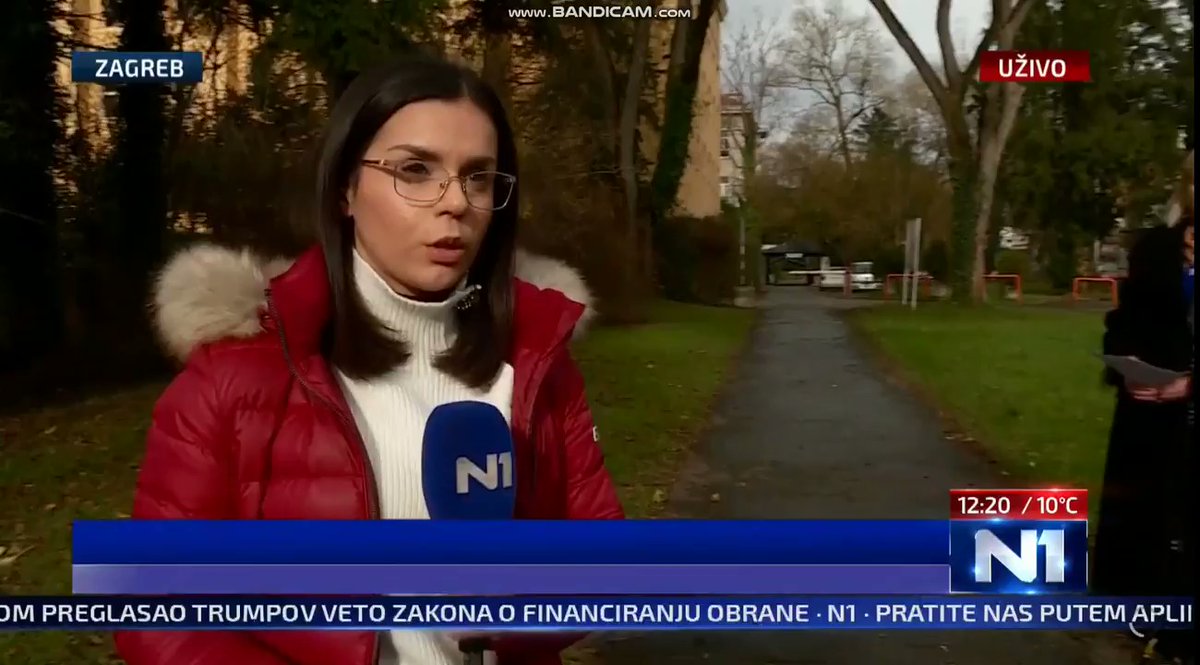 www.BANDICAM.com
ZAGREB
UŽIVO
N1
12:20 / 10°C
N1
OM PREGLASAO TRUMPOV VETO ZAKONA O FINANCIRANJU OBRANE · N1 · PRATITE NAS PUTEM APLI